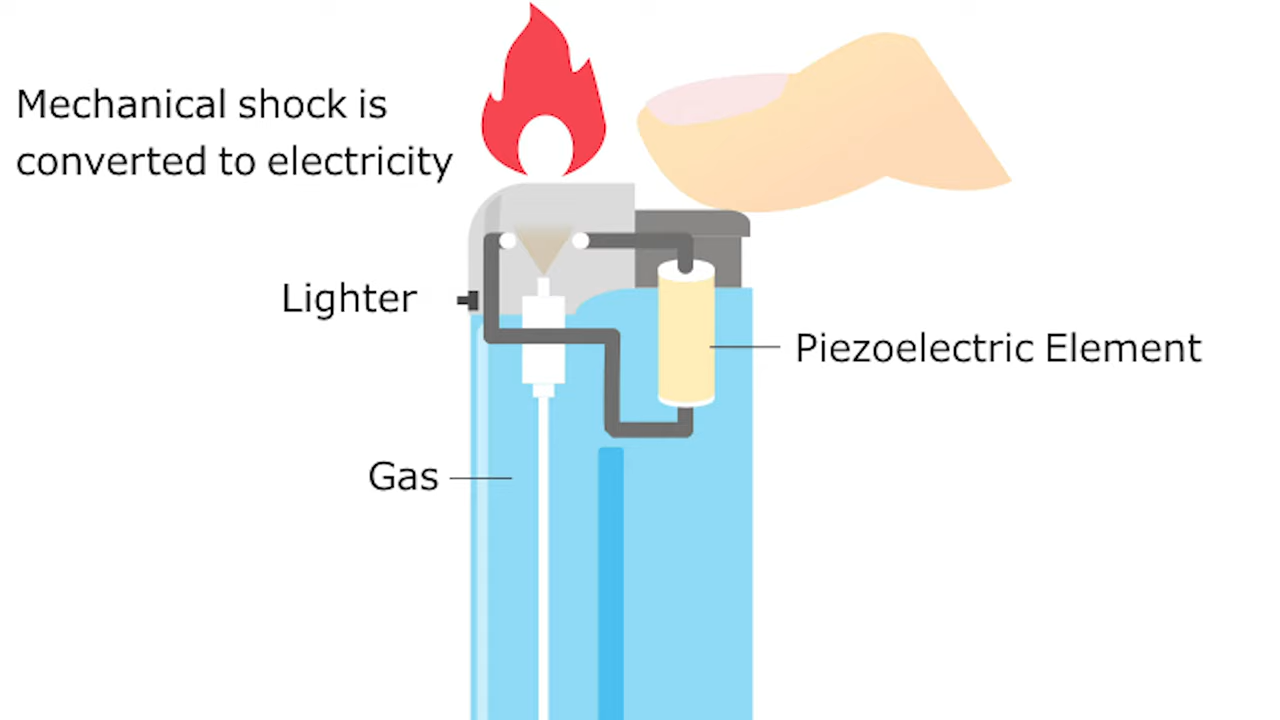 Mechanical shock is
converted to electricity
Lighter
Piezoelectric Element
Gas